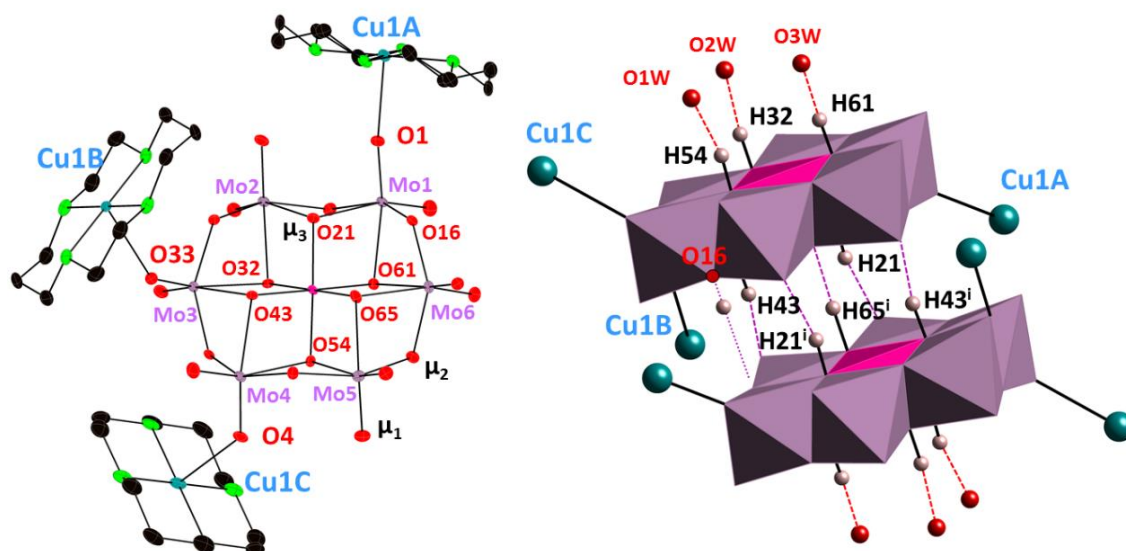 Cu1A
O1
Cu1B
Mo2
Mo1
μ₃
O21
O16
O33
O32
O61
Mo3
O43
O65
Mo6
O54
μ₂
Mo4
Mo5
O4
μ₁
Cu1C
O3W
O2W
O1W
H61
H32
Cu1C
H54
Cu1A
O16
H21
H43
H65ⁱ
H43ⁱ
Cu1B
H21ⁱ